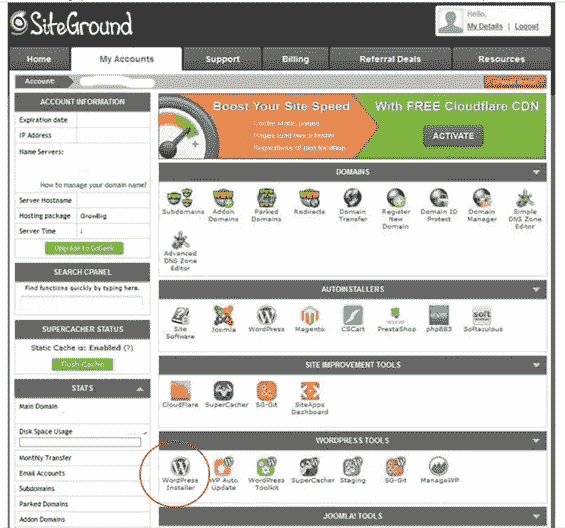 SiteGround
Hello,
My Details | Logout
Home
My Accounts
Support
Billing
Referral Deals
Resources
Account:
ACCOUNT INFORMATION
Expiration date
IP Address
Name Servers:
How to manage your domain name?
Server Hostname
Hosting package GrowBig
Server Time
Upgrade to GoGeek
SEARCH CPANEL
Find functions quickly by typing here.
SUPERCACHER STATUS
Static Cache is: Enabled (?)
Flush Cache
STATS
Main Domain
Disk Space Usage
Monthly Transfer
Email Accounts
Subdomains
Parked Domains
Addon Domains
Boost Your Site Speed
With FREE Cloudflare CDN
ACTIVATE
DOMAINS
Subdomains
Addon
Domains
Parked
Domains
Redirects
Domain
Transfer
Register
New
Domain
Domain ID
Protest
Domain
Manager
Simple
DNS Zone
Editor
Advanced
DNS Zone
Editor
AUTOINSTALLERS
Site
Software
Joomla
WordPress
Magento
CSCart
PrestaShop
phpBB3
Softaculous
SITE IMPROVEMENT TOOLS
CloudFlare
SuperCacher
SG-Git
SiteApps
Dashboard
WORDPRESS TOOLS
WordPress
Installer
WP Auto
Update
WordPress
Toolkit
SuperCacher
Staging
SG-Git
ManageWP
JOOMLA! TOOLS